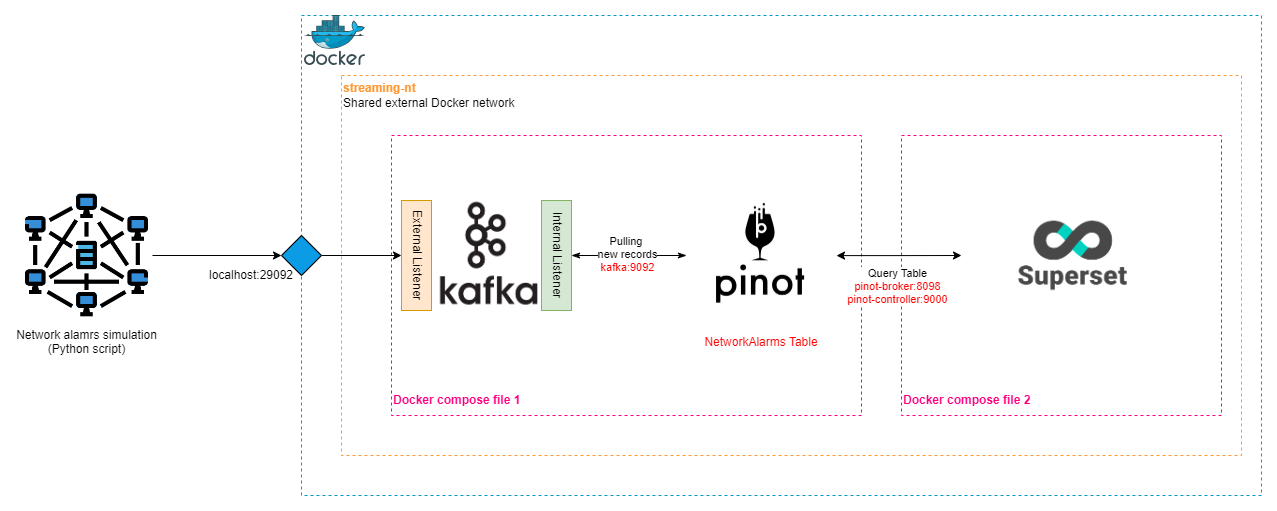 docker
streaming-nt
Shared external Docker network
External Listener
kafka
Internal Listener
Pulling
new records
kafka:9092
p
pinot
NetworkAlarms Table
Query Table
pinot-broker:8098
pinot-controller:9000
Superset
localhost:29092
Network alamrs simulation
(Python script)
Docker compose file 1
Docker compose file 2